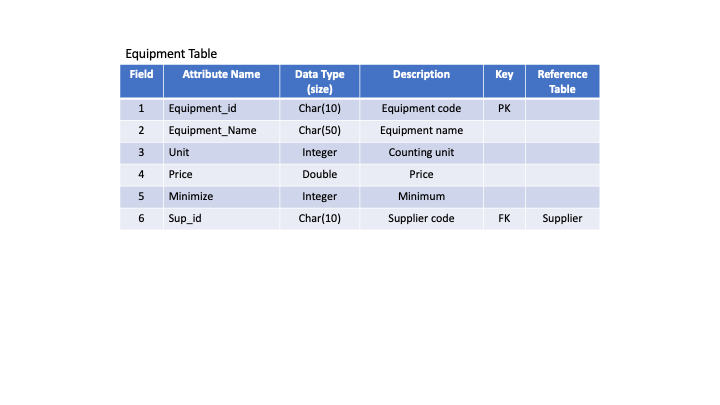 Equipment Table
Field Attribute Name Data Type (size) Description Key Reference Table
1 Equipment_id Char(10) Equipment code PK
2 Equipment_Name Char(50) Equipment name
3 Unit Integer Counting unit
4 Price Double Price
5 Minimize Integer Minimum
6 Sup_id Char(10) Supplier code FK Supplier